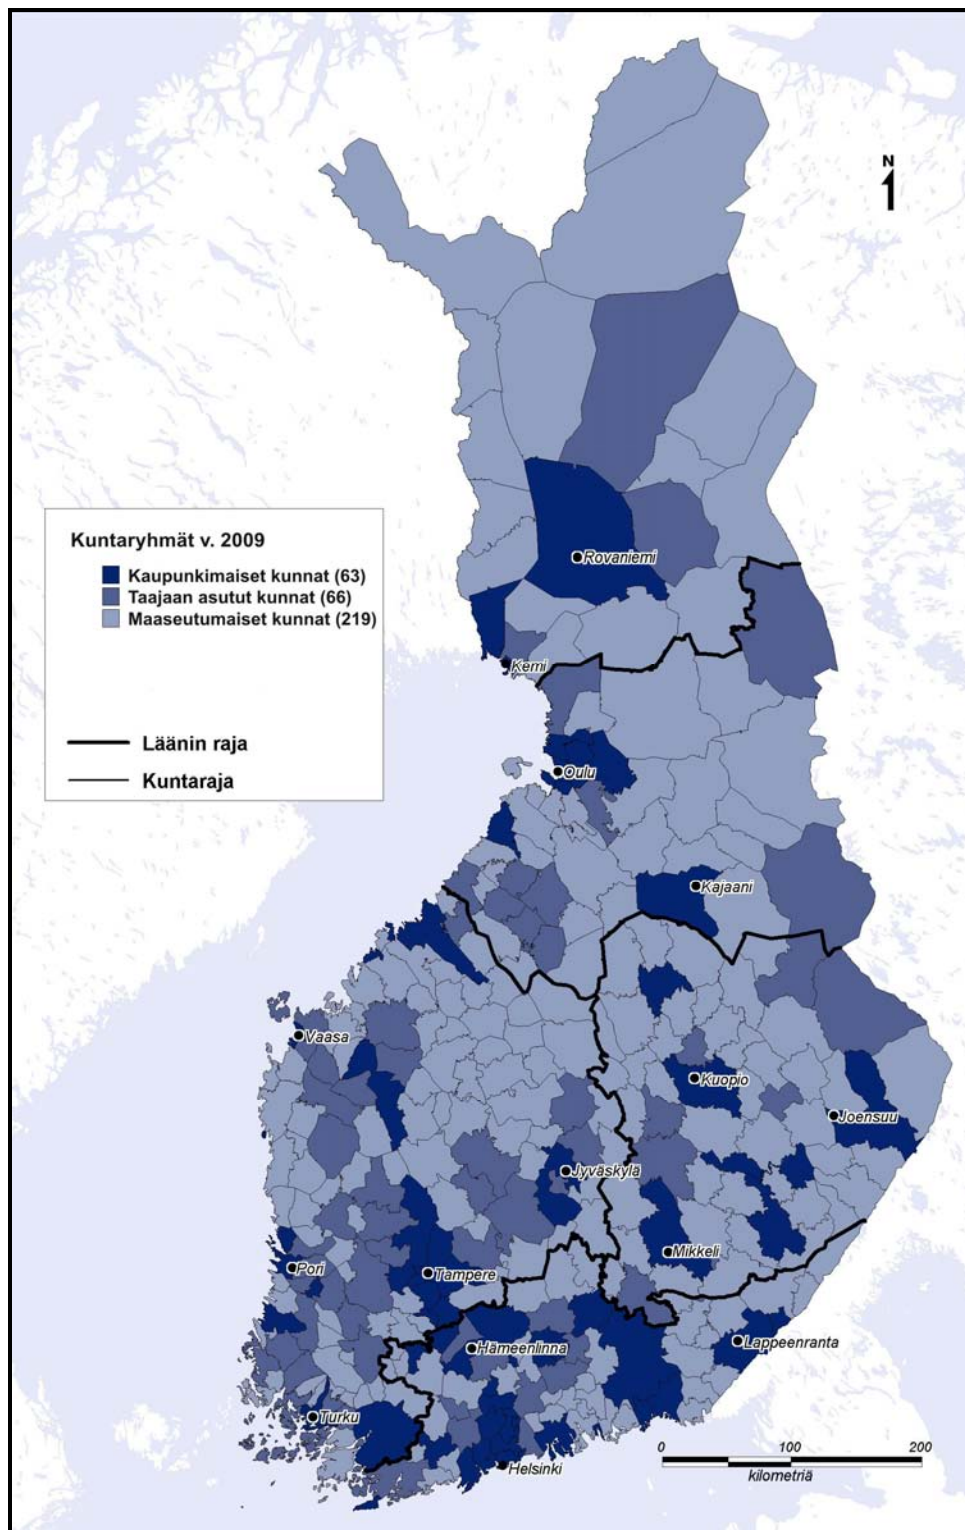 N
Kuntaryhmät v. 2009
Kaupunkimaiset kunnat (63)
Taajaan asutut kunnat (66)
Maaseutumaiset kunnat (219)
Läänin raja
Kuntaraja
Rovaniemi
Kemi
Oulu
Kajaani
Vaasa
Kuopio
Joensuu
Jyväskylä
Mikkeli
Pori
Tampere
Lappeenranta
Hämeenlinna
Turku
Helsinki
0 100 200
kilometriä